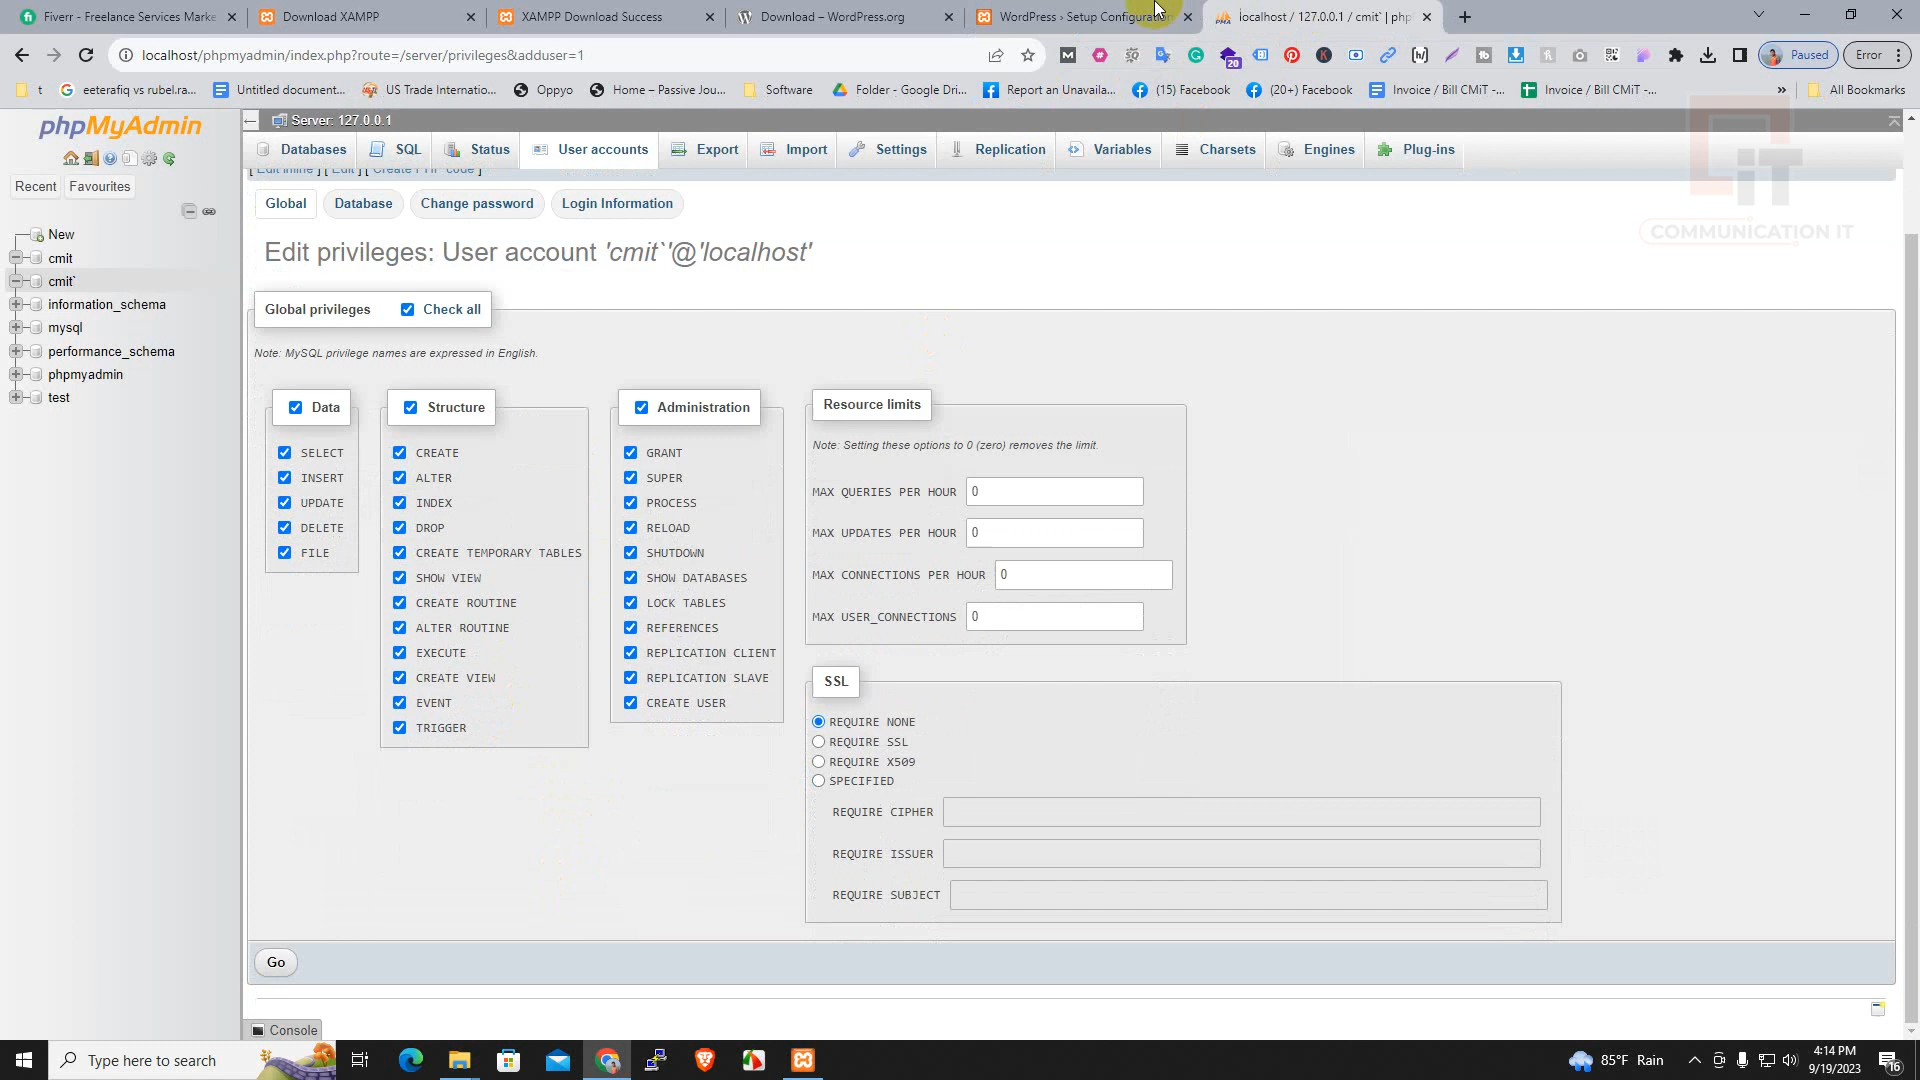 Fiverr - Freelance Services Marke
Download XAMPP
XAMPP Download Success
Download – WordPress.org
WordPress › Setup Configuration
localhost / 127.0.0.1 / cmit` | php
localhost/phpmyadmin/index.php?route=/server/privileges&adduser=1
20
Paused
Error
t
eeterafiq vs rubel.ra...
Untitled document...
US Trade Internatio...
Oppyo
Home – Passive Jou...
Software
Folder - Google Dri...
Report an Unavaila...
(15) Facebook
(20+) Facebook
Invoice / Bill CMiT -...
Invoice / Bill CMiT -...
»
All Bookmarks
phpMyAdmin
Recent
Favourites
New
cmit
cmit`
information_schema
mysql
performance_schema
phpmyadmin
test
Server: 127.0.0.1
Databases
SQL
Status
User accounts
Export
Import
Settings
Replication
Variables
Charsets
Engines
Plug-ins
[ Edit inline ] [ Edit ] [ Create PHP code ]
Global
Database
Change password
Login Information
Edit privileges: User account 'cmit`'@'localhost'
Global privileges
Check all
Note: MySQL privilege names are expressed in English.
Data
SELECT
INSERT
UPDATE
DELETE
FILE
Structure
CREATE
ALTER
INDEX
DROP
CREATE TEMPORARY TABLES
SHOW VIEW
CREATE ROUTINE
ALTER ROUTINE
EXECUTE
CREATE VIEW
EVENT
TRIGGER
Administration
GRANT
SUPER
PROCESS
RELOAD
SHUTDOWN
SHOW DATABASES
LOCK TABLES
REFERENCES
REPLICATION CLIENT
REPLICATION SLAVE
CREATE USER
Resource limits
Note: Setting these options to 0 (zero) removes the limit.
MAX QUERIES PER HOUR 0
MAX UPDATES PER HOUR 0
MAX CONNECTIONS PER HOUR 0
MAX USER_CONNECTIONS 0
SSL
REQUIRE NONE
REQUIRE SSL
REQUIRE X509
SPECIFIED
REQUIRE CIPHER
REQUIRE ISSUER
REQUIRE SUBJECT
Go
Console
IT
COMMUNICATION IT
Type here to search
85°F Rain
4:14 PM
9/19/2023
16